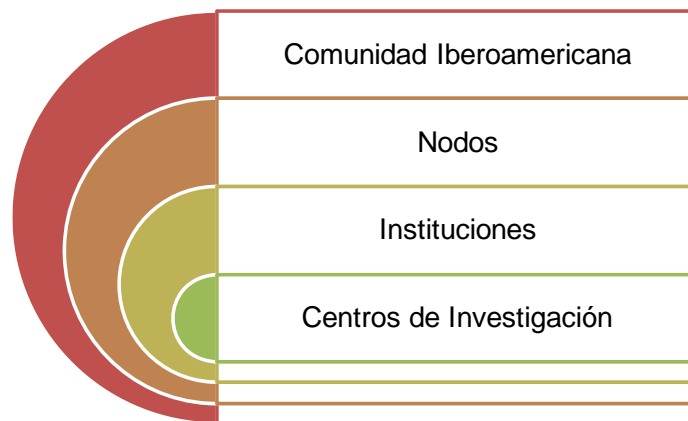 Comunidad Iberoamericana
Nodos
Instituciones
Centros de Investigación